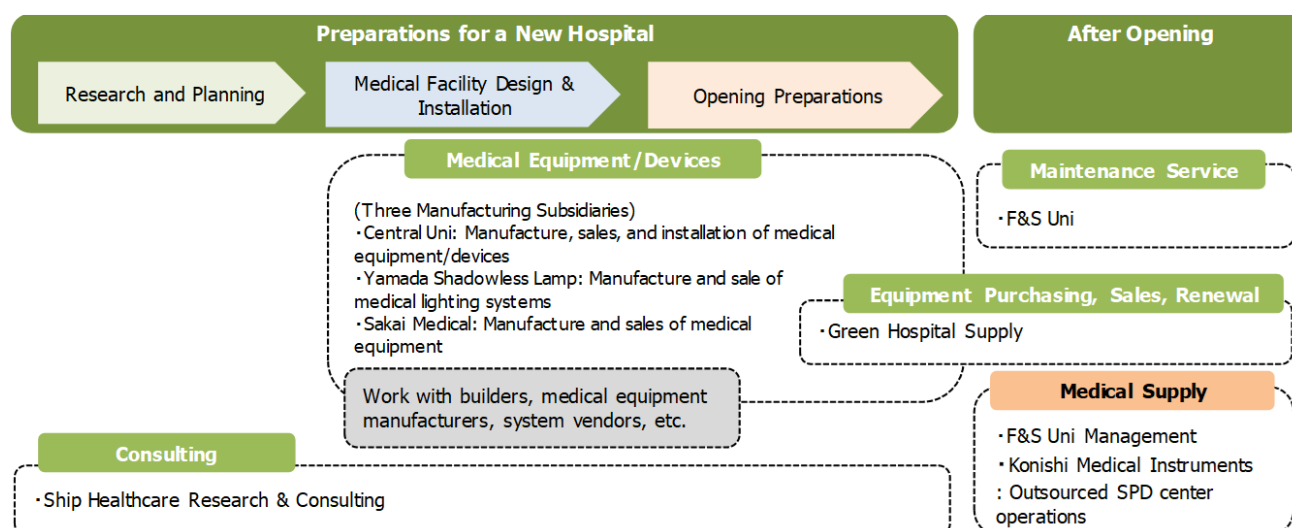 Preparations for a New Hospital
After Opening
Research and Planning
Medical Facility Design &
Installation
Opening Preparations
Medical Equipment/Devices
(Three Manufacturing Subsidiaries)
・Central Uni: Manufacture, sales, and installation of medical
equipment/devices
・Yamada Shadowless Lamp: Manufacture and sale of
medical lighting systems
・Sakai Medical: Manufacture and sales of medical
equipment
Work with builders, medical equipment
manufacturers, system vendors, etc.
Maintenance Service
・F&S Uni
Equipment Purchasing, Sales, Renewal
・Green Hospital Supply
Medical Supply
・F&S Uni Management
・Konishi Medical Instruments
: Outsourced SPD center
operations
Consulting
・Ship Healthcare Research & Consulting